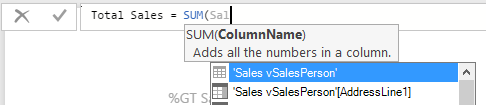 Total Sales = SUM(Sal
SUM(ColumnName)
Adds all the numbers in a column.
'Sales vSalesPerson'
'Sales vSalesPerson'[AddressLine1]
%GT Sa